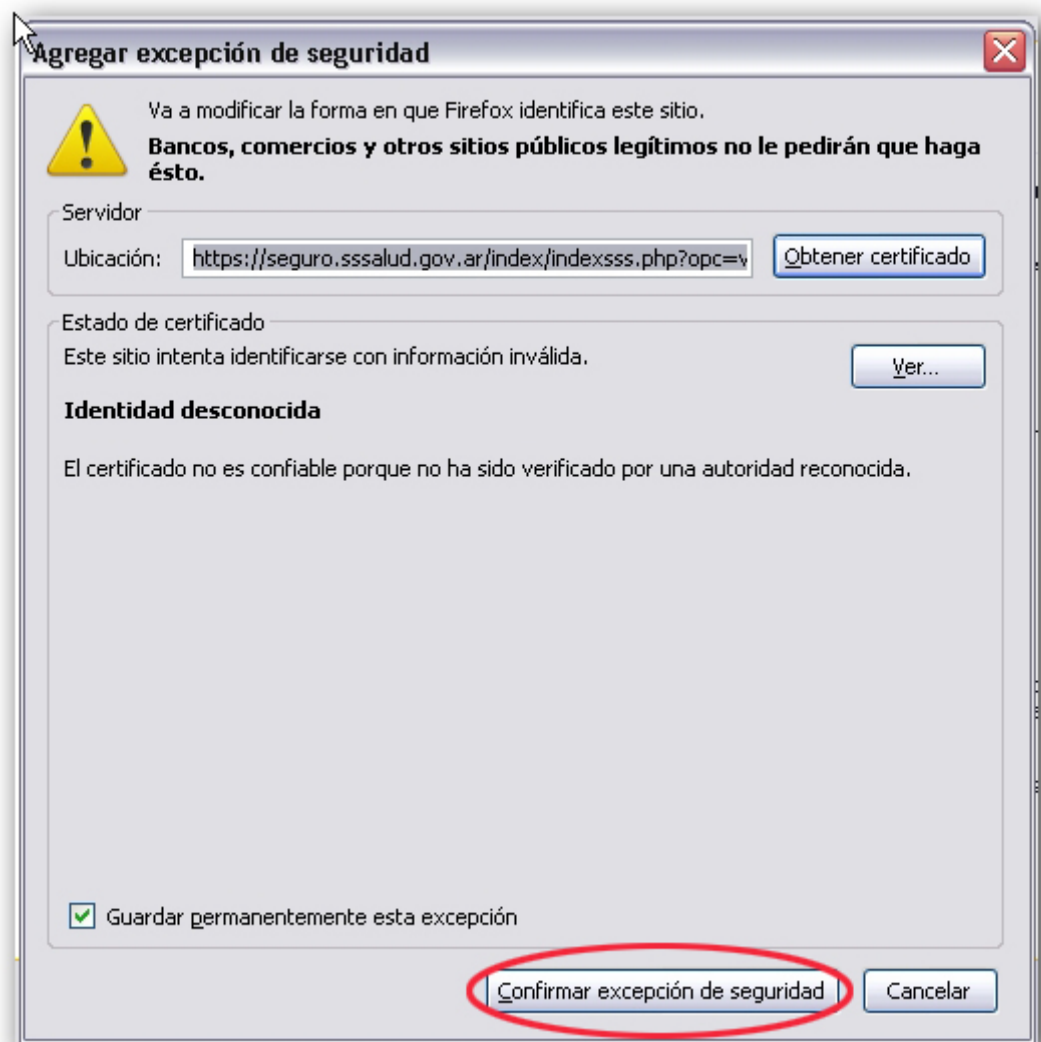 Agregar excepción de seguridad
Va a modificar la forma en que Firefox identifica este sitio.
Bancos, comercios y otros sitios públicos legítimos no le pedirán que haga
ésto.
Servidor
Ubicación: https://seguro.sssalud.gov.ar/index/indexsss.php?opc=v Obtener certificado
Estado de certificado
Este sitio intenta identificarse con información inválida.
Ver...
Identidad desconocida
El certificado no es confiable porque no ha sido verificado por una autoridad reconocida.
Guardar permanentemente esta excepción
Confirmar excepción de seguridad Cancelar